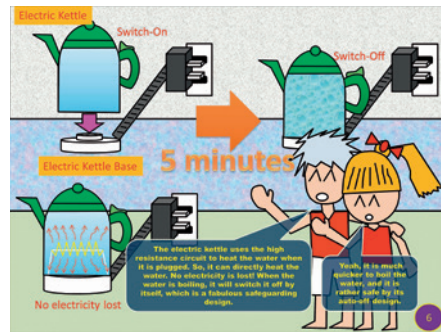 Electric Kettle
Switch-On
Switch-Off
5 minutes
Electric Kettle Base
No electricity lost
The electric kettle uses the high
resistance circuit to heat the water when
it is plugged. So, it can directly heat the
water. No electricity is lost! When the
water is boiling, it will switch it off by
itself, which is a fabulous safeguarding
design.
Yeah, it is much
quicker to boil the
water, and it is
rather safe by its
auto-off design.
6